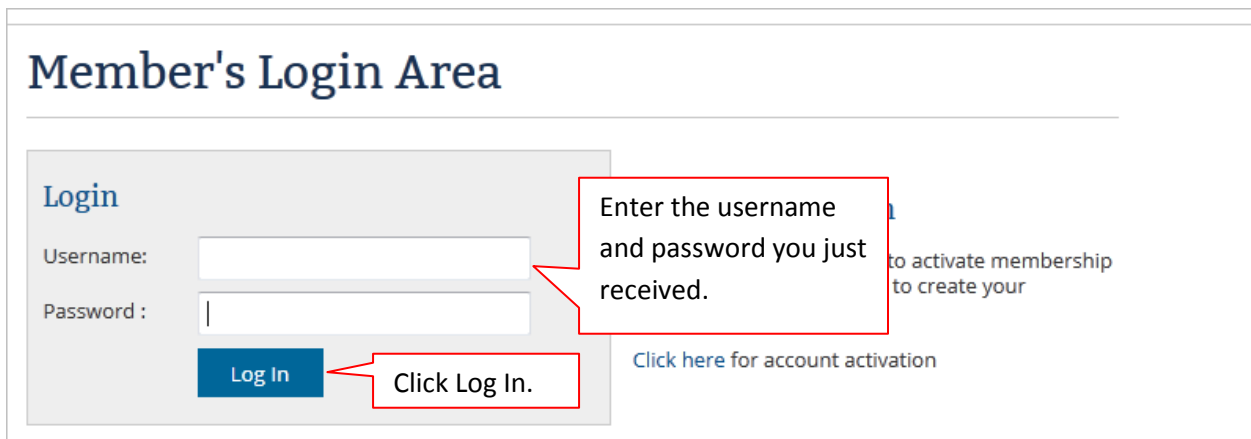 Member's Login Area
Login
Username:
Password :
Log In
Enter the username
and password you just
received.
Click Log In.
to activate membership
to create your
Click here for account activation